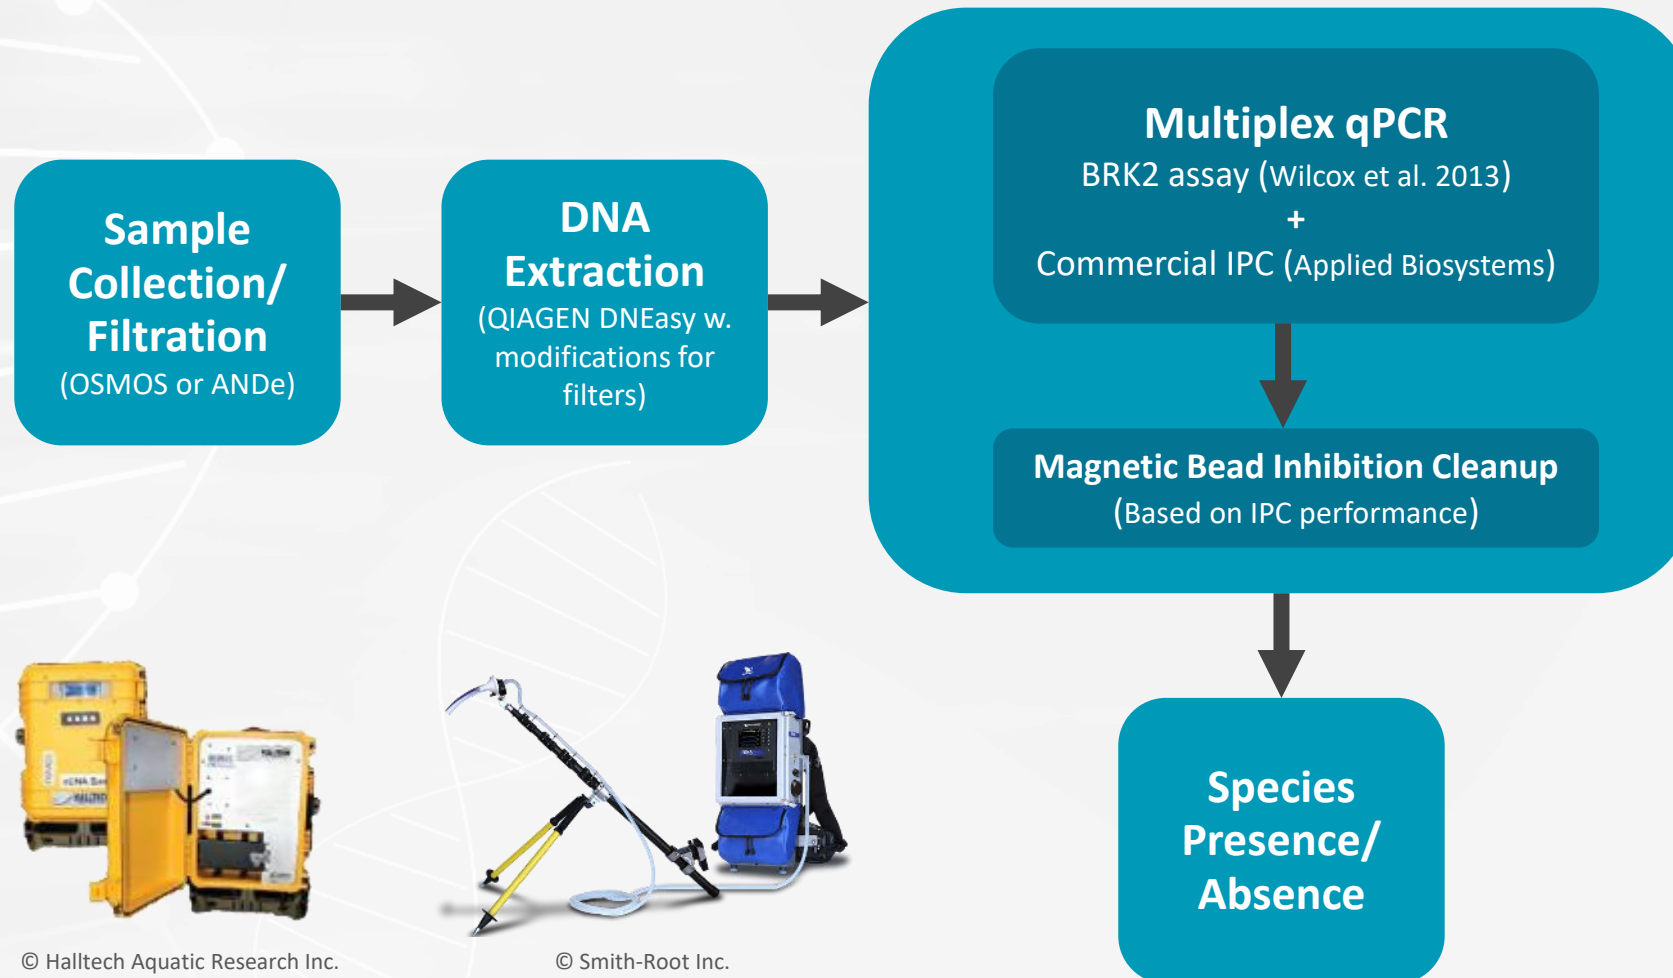 Sample
Collection/
Filtration
(OSMOS or ANDe)
DNA
Extraction
(QIAGEN DNEasy w.
modifications for
filters)
Multiplex qPCR
BRK2 assay (Wilcox et al. 2013)
+
Commercial IPC (Applied Biosystems)
Magnetic Bead Inhibition Cleanup
(Based on IPC performance)
Species
Presence/
Absence
© Halltech Aquatic Research Inc.
© Smith-Root Inc.